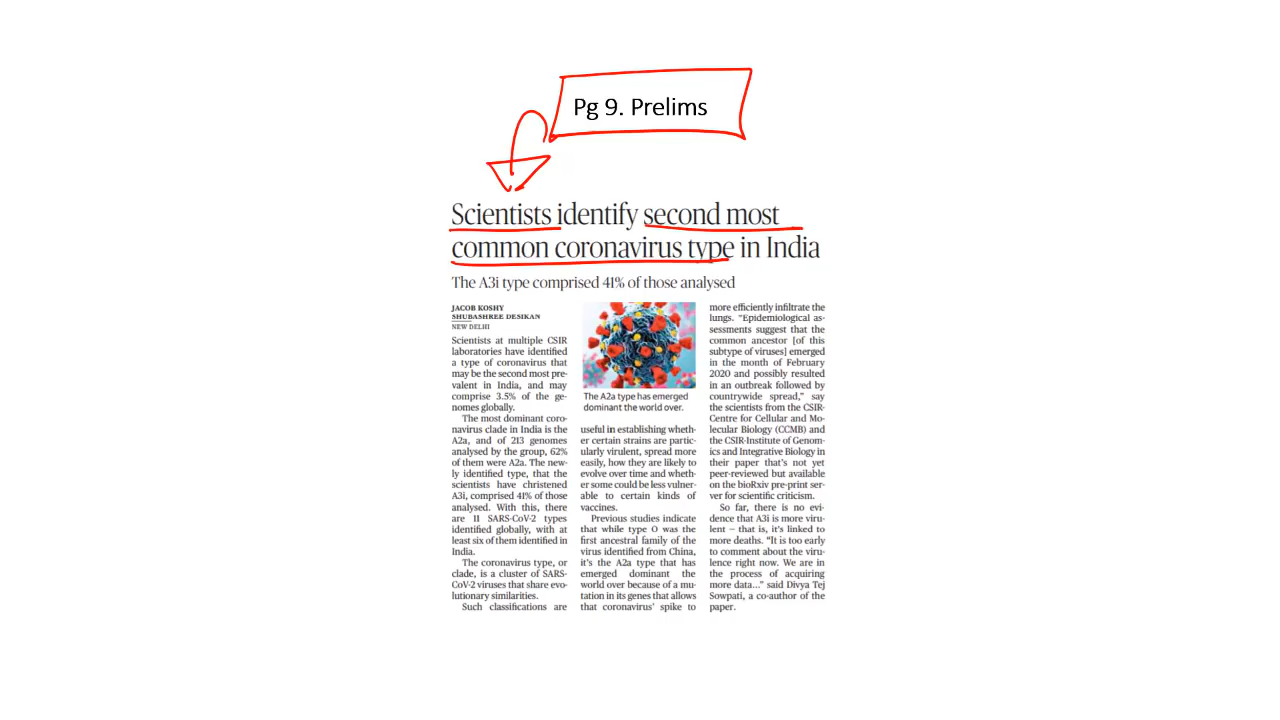 Pg 9. Prelims
Scientists identify second most
common coronavirus type in India
The A3i type comprised 41% of those analysed
JACOB KOSHY
SHUBASHREE DESIKAN
NEW DELHI
Scientists at multiple CSIR
laboratories have identified
a type of coronavirus that
may be the second most pre-
valent in India, and may
comprise 3.5% of the ge-
nomes globally.
The most dominant coro-
navirus clade in India is the
A2a, and of 213 genomes
analysed by the group, 62%
of them were A2a. The new-
ly identified type, that the
scientists have christened
A3i, comprised 41% of those
analysed. With this, there
are 11 SARS-CoV-2 types
identified globally, with at
least six of them identified in
India.
The coronavirus type, or
clade, is a cluster of SARS-
CoV-2 viruses that share evo-
lutionary similarities.
Such classifications are
The A2a type has emerged
dominant the world over.
useful in establishing wheth-
er certain strains are partic-
ularly virulent, spread more
easily, how they are likely to
evolve over time and wheth-
er some could be less vulner-
able to certain kinds of
vaccines.
Previous studies indicate
that while type O was the
first ancestral family of the
virus identified from China,
it's the A2a type that has
emerged dominant the
world over because of a mu-
tation in its genes that allows
that coronavirus' spike to
more efficiently infiltrate the
lungs. “Epidemiological as-
sessments suggest that the
common ancestor [of this
subtype of viruses] emerged
in the month of February
2020 and possibly resulted
in an outbreak followed by
countrywide spread,” say
the scientists from the CSIR-
Centre for Cellular and Mo-
lecular Biology (CCMB) and
the CSIR-Institute of Genom-
ics and Integrative Biology in
their paper that's not yet
peer-reviewed but available
on the bioRxiv pre-print ser-
ver for scientific criticism.
So far, there is no evi-
dence that A3i is more viru-
lent — that is, it's linked to
more deaths. “It is too early
to comment about the viru-
lence right now. We are in
the process of acquiring
more data...” said Divya Tej
Sowpati, a co-author of the
paper.